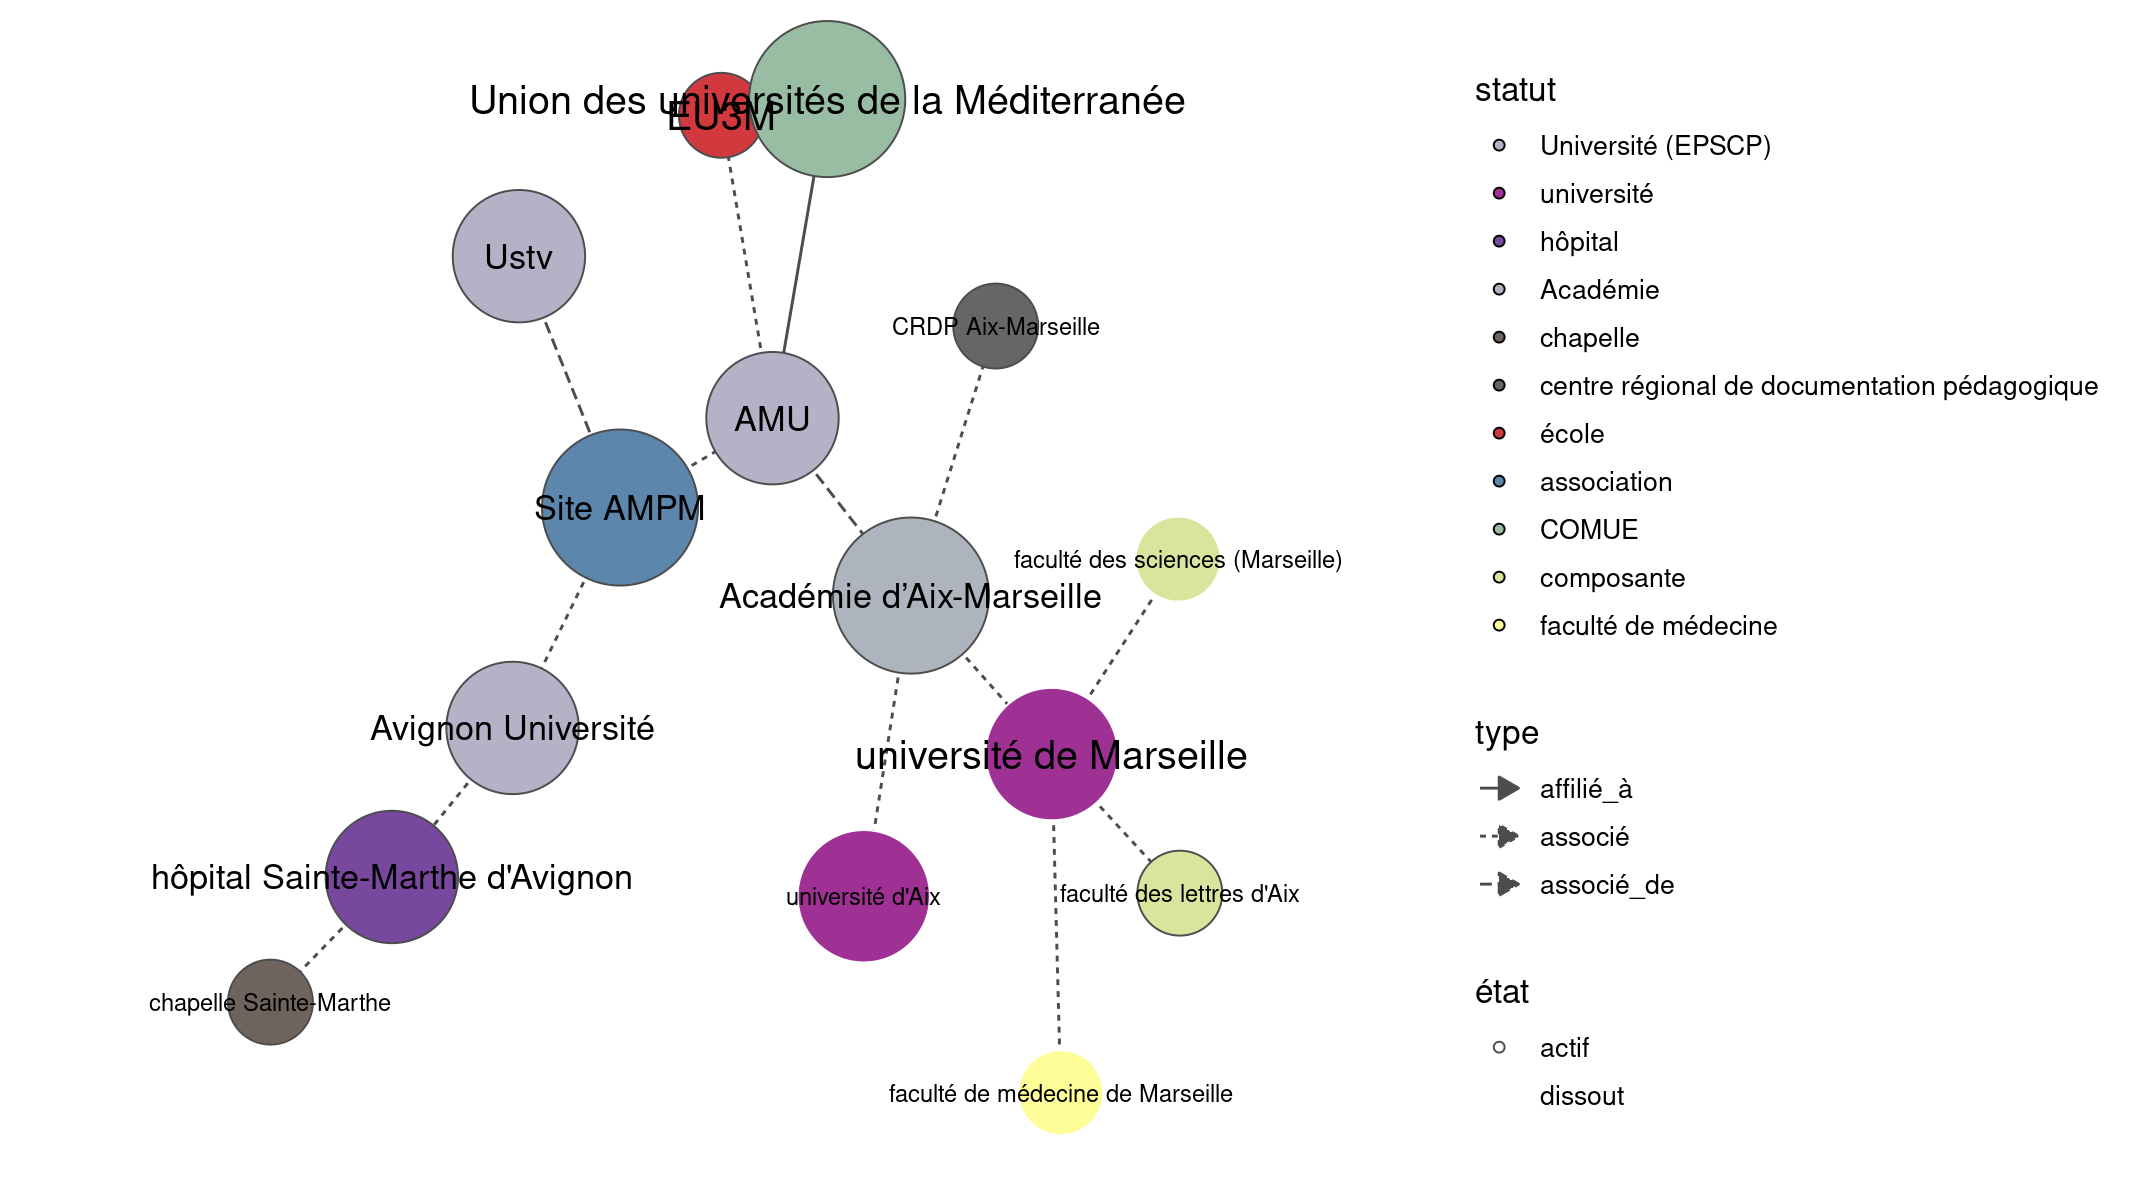 Union des universités de la Méditerranée
EU3M
Ustv
CRDP Aix-Marseille
AMU
Site AMPM
faculté des sciences (Marseille)
Académie d’Aix-Marseille
Avignon Université
université de Marseille
hôpital Sainte-Marthe d'Avignon
université d'Aix
faculté des lettres d'Aix
chapelle Sainte-Marthe
faculté de médecine de Marseille
statut
Université (EPSCP)
université
hôpital
Académie
chapelle
centre régional de documentation pédagogique
école
association
COMUE
composante
faculté de médecine
type
affilié_à
associé
associé_de
état
actif
dissout